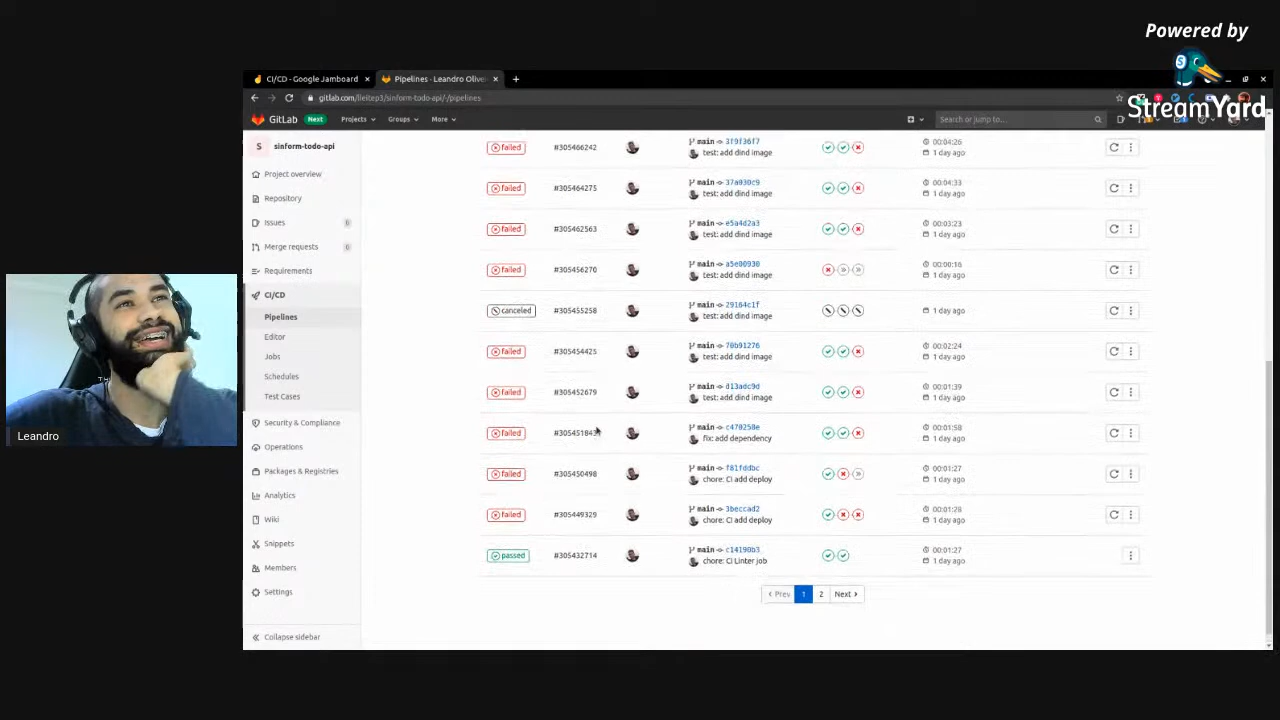 Powered by
StreamYard
CI/CD - Google Jamboard
Pipelines · Leandro Olive
gitlab.com/lleitep3/sinform-todo-api/-/pipelines
GitLab Next Projects Groups More Search or jump to...
S sinform-todo-api
Project overview
Repository
Issues 6
Merge requests 0
Requirements
CI/CD
Pipelines
Editor
Jobs
Schedules
Test Cases
Security & Compliance
Operations
Packages & Registries
Analytics
Wiki
Snippets
Members
Settings
Collapse sidebar
failed #305466242 main 3f9f36f7 00:04:26
test: add dind image 1 day ago
failed #305464275 main 37a030c9 00:04:33
test: add dind image 1 day ago
failed #305462563 main e5a4d2a3 00:03:23
test: add dind image 1 day ago
failed #305456270 main a5e00930 00:00:16
test: add dind image 1 day ago
canceled #305455258 main 29164c1f 1 day ago
test: add dind image
failed #305454425 main 70b91276 00:02:24
test: add dind image 1 day ago
failed #305452679 main d13adc9d 00:01:39
test: add dind image 1 day ago
failed main c470250e 00:01:58
fix: add dependency 1 day ago
failed #305450498 main f81fddbc 00:01:27
chore: CI add deploy 1 day ago
failed #305449329 main 3beccad2 00:01:28
chore: CI add deploy 1 day ago
passed #305432714 main c14190b3 00:01:27
chore: Ci Linter job 1 day ago
Prev 1 2 Next
Leandro